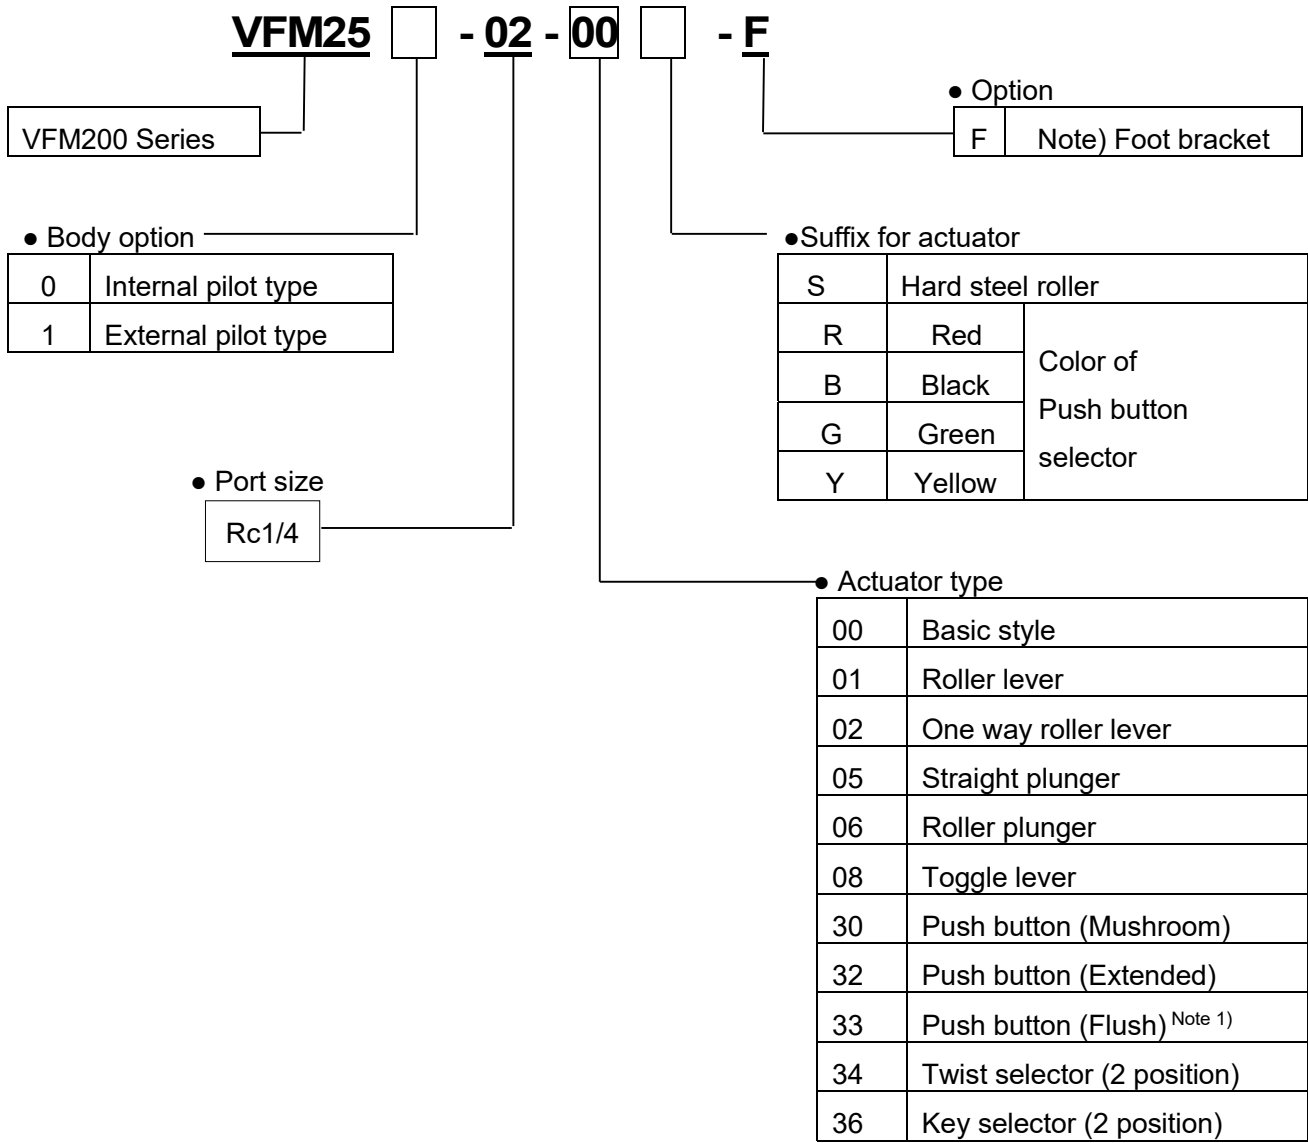 VFM25 - 02 - 00 - F
● Option
VFM200 Series
F Note) Foot bracket
● Body option
0 Internal pilot type
1 External pilot type
●Suffix for actuator
S Hard steel roller
R Red
B Black
G Green
Y Yellow
Color of
Push button
selector
● Port size
Rc1/4
● Actuator type
00 Basic style
01 Roller lever
02 One way roller lever
05 Straight plunger
06 Roller plunger
08 Toggle lever
30 Push button (Mushroom)
32 Push button (Extended)
33 Push button (Flush) Note 1)
34 Twist selector (2 position)
36 Key selector (2 position)